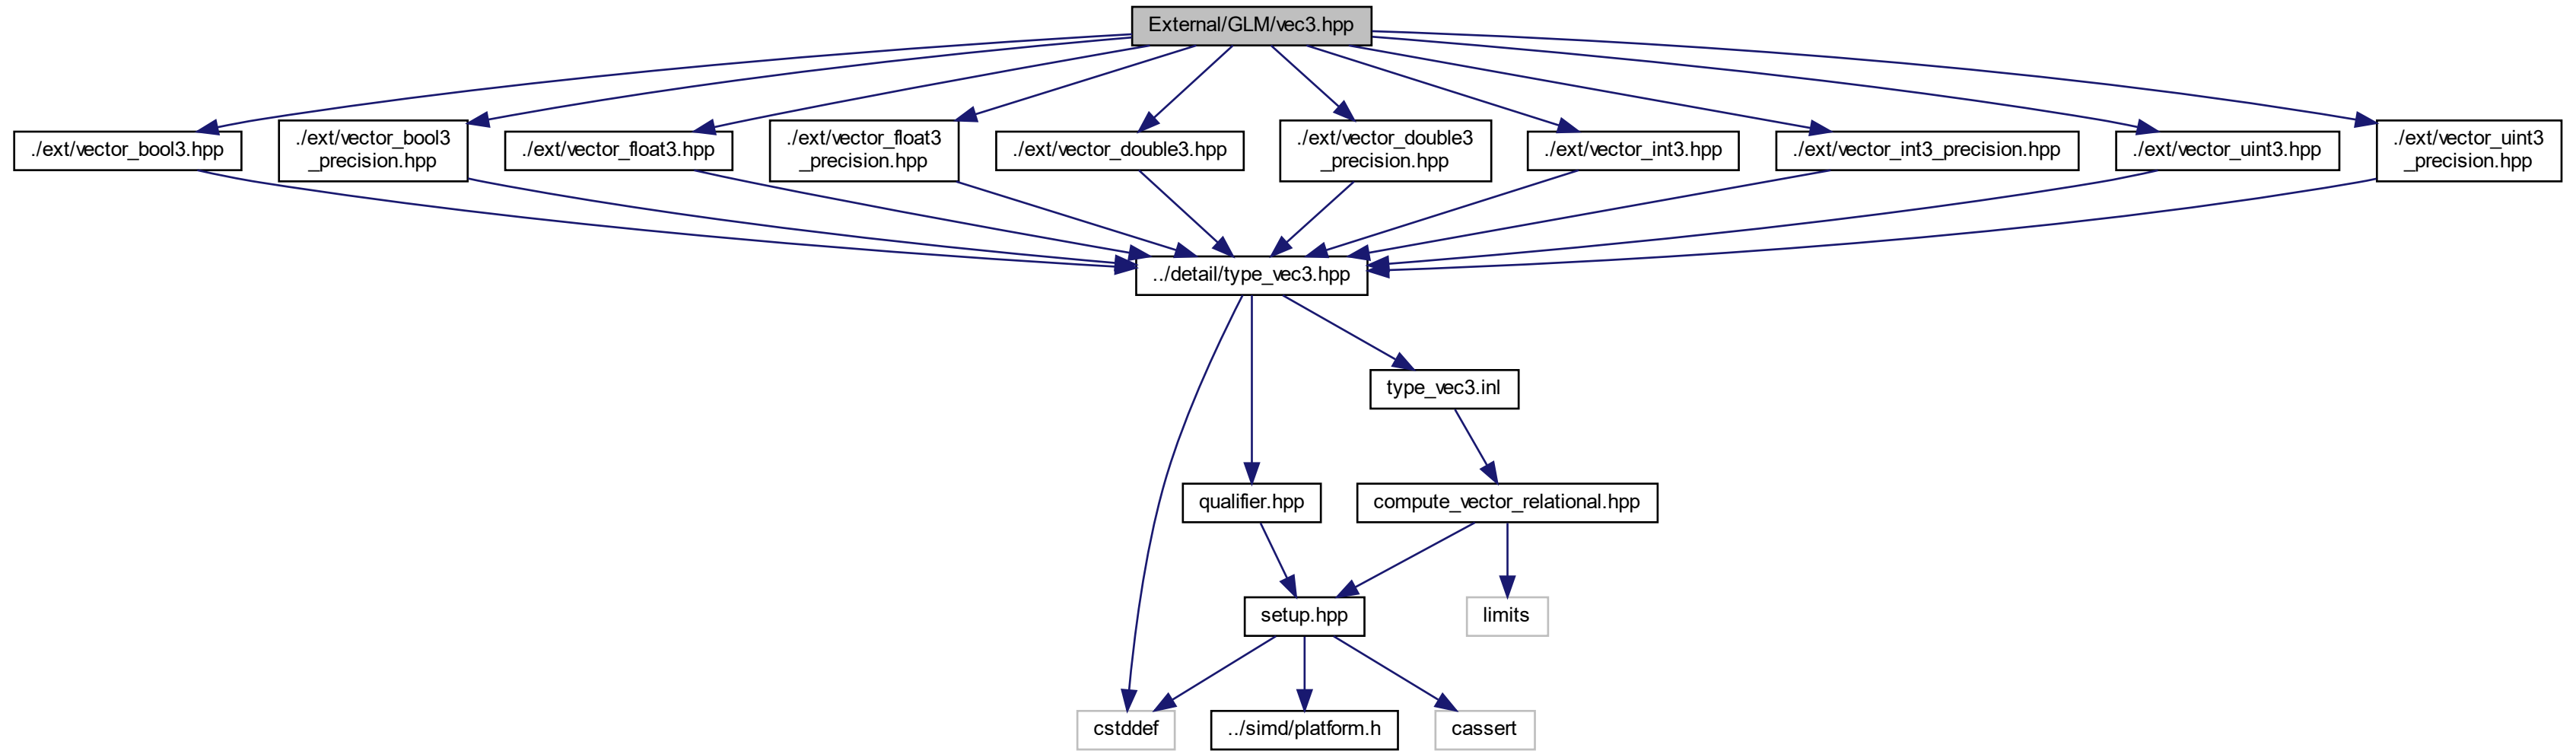 External/GLM/vec3.hpp
./ext/vector_bool3.hpp
./ext/vector_bool3
_precision.hpp
./ext/vector_float3.hpp
./ext/vector_float3
_precision.hpp
./ext/vector_double3.hpp
./ext/vector_double3
_precision.hpp
./ext/vector_int3.hpp
./ext/vector_int3_precision.hpp
./ext/vector_uint3.hpp
./ext/vector_uint3
_precision.hpp
../detail/type_vec3.hpp
type_vec3.inl
qualifier.hpp
compute_vector_relational.hpp
setup.hpp
limits
cstddef
../simd/platform.h
cassert